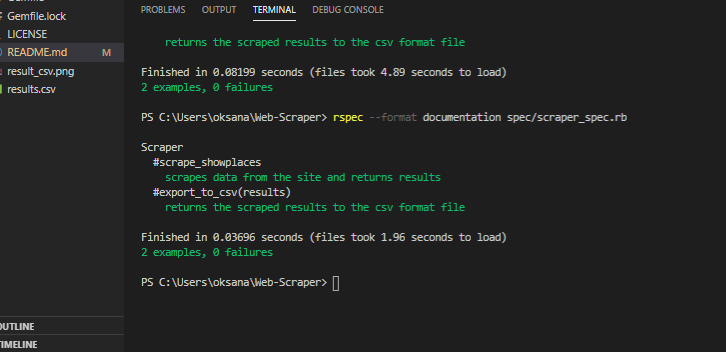 Gemfile.lock
LICENSE
README.md M
result_csv.png
results.csv
OUTLINE
TIMELINE
PROBLEMS OUTPUT TERMINAL DEBUG CONSOLE
returns the scraped results to the csv format file
Finished in 0.08199 seconds (files took 4.89 seconds to load)
2 examples, 0 failures
PS C:\Users\oksana\Web-Scraper> rspec --format documentation spec/scraper_spec.rb
Scraper
#scrape_showplaces
scrapes data from the site and returns results
#export_to_csv(results)
returns the scraped results to the csv format file
Finished in 0.03696 seconds (files took 1.96 seconds to load)
2 examples, 0 failures
PS C:\Users\oksana\Web-Scraper>